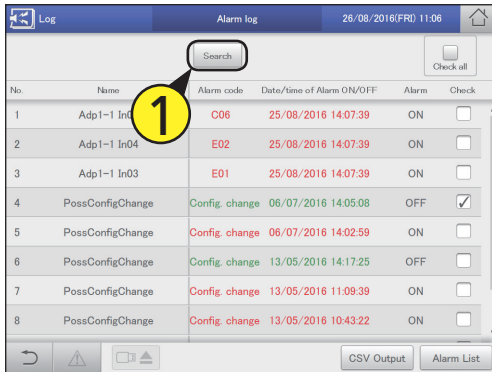 Log Alarm log 26/08/2016(FRI) 11:06
Search
Check all
1
No. Name Alarm code Date/time of Alarm ON/OFF Alarm Check
1 Adp1-1 C06 25/08/2016 14:07:39 ON
2 Adp1-1 In04 E02 25/08/2016 14:07:39 ON
3 Adp1-1 In03 E01 25/08/2016 14:07:39 ON
4 PossConfigChange Config. change 06/07/2016 14:05:08 OFF
5 PossConfigChange Config. change 06/07/2016 14:02:59 ON
6 PossConfigChange Config. change 13/05/2016 14:17:25 OFF
7 PossConfigChange Config. change 13/05/2016 11:09:39 ON
8 PossConfigChange Config. change 13/05/2016 10:43:22 ON
CSV Output Alarm List